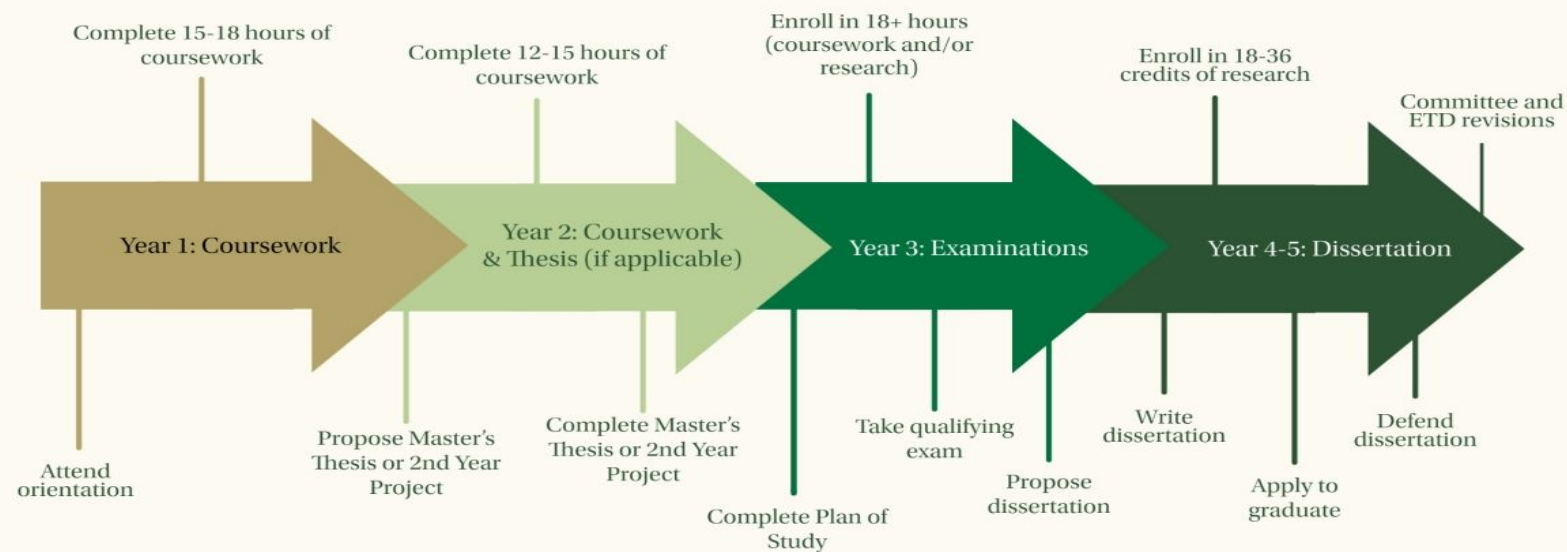 Complete 15-18 hours of
coursework
Complete 12-15 hours of
coursework
Enroll in 18+ hours
(coursework and/or
research)
Enroll in 18-36
credits of research
Committee and
ETD revisions
Year 1: Coursework
Year 2: Coursework
& Thesis (if applicable)
Year 3: Examinations
Year 4-5: Dissertation
Attend
orientation
Propose Master's
Thesis or 2nd Year
Project
Complete Master's
Thesis or 2nd Year
Project
Complete Plan of
Study
Take qualifying
exam
Propose
dissertation
Write
dissertation
Apply to
graduate
Defend
dissertation